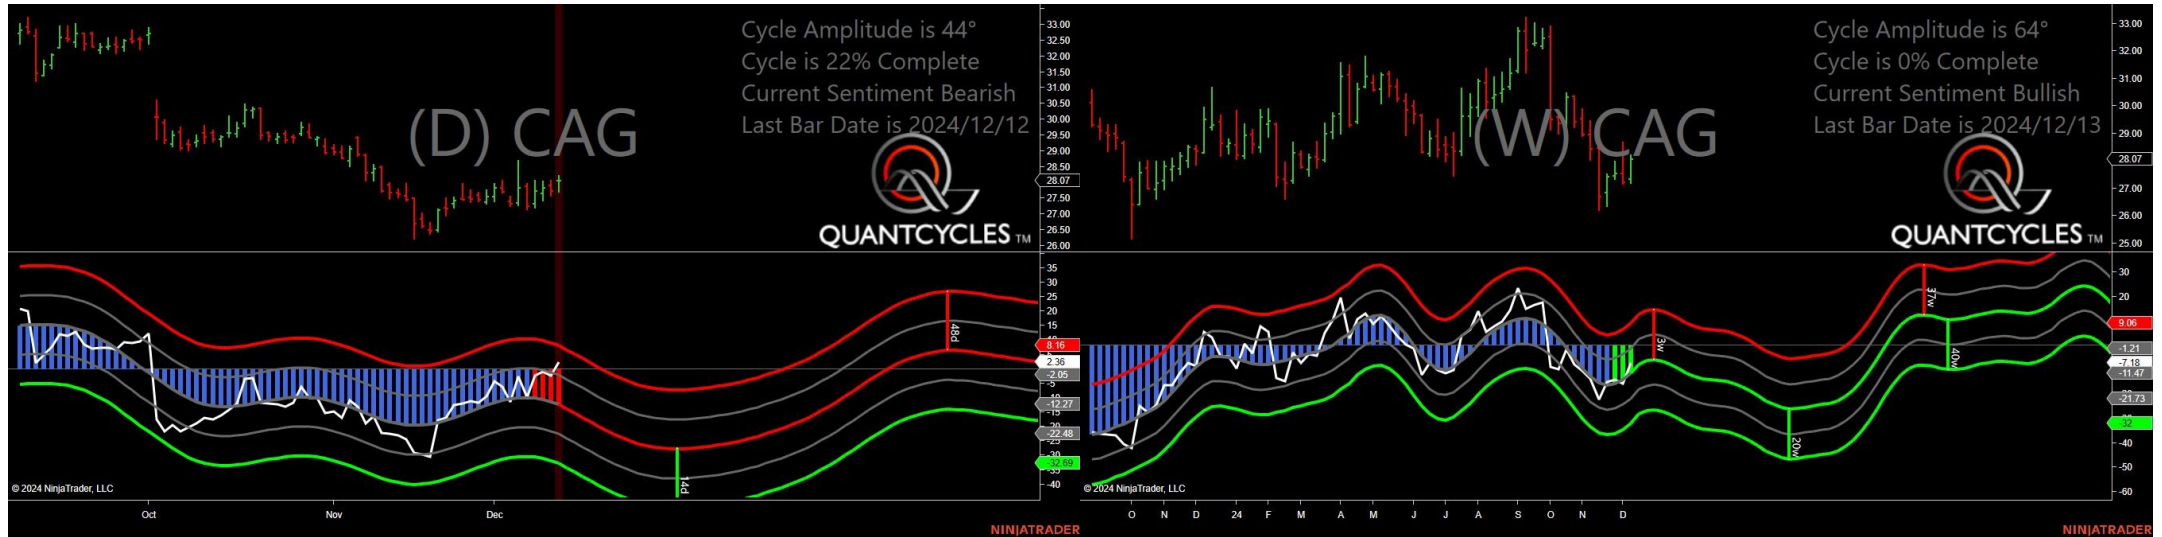 Cycle Amplitude is 44°
Cycle is 22% Complete
Current Sentiment Bearish
Last Bar Date is 2024/12/12
(D) CAG
QUANTCYCLES TM
33.00
32.50
32.00
31.50
31.00
30.50
30.00
29.50
29.00
28.50
28.07
27.50
27.00
26.50
26.00
35
30
25
20
15
8.16
2.36
-2.05
-5
-12.27
-15
-22.48
-25
-32.69
-35
-40
48d
14d
© 2024 NinjaTrader, LLC
Oct Nov Dec
NINJATRADER
Cycle Amplitude is 64°
Cycle is 0% Complete
Current Sentiment Bullish
Last Bar Date is 2024/12/13
(W) CAG
QUANTCYCLES TM
33.00
32.00
31.00
30.00
29.00
28.07
27.00
26.00
25.00
30
20
9.06
-1.21
-7.18
-11.47
-21.73
-32
-40
-50
-60
3w
20w
37w
40w
© 2024 NinjaTrader, LLC
O N D 24 F M A M J J A S O N D
NINJATRADER